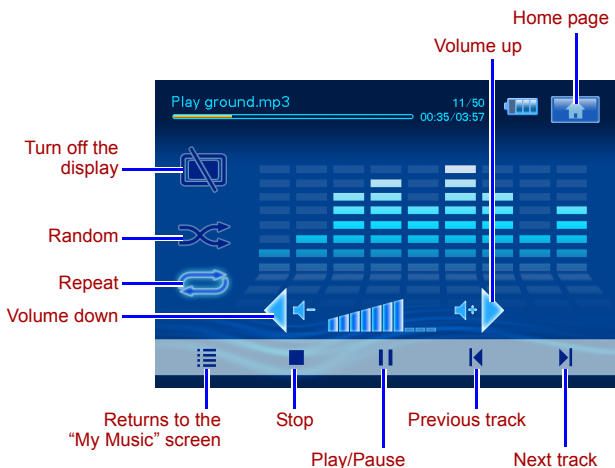 Home page
Volume up
Play ground.mp3
11/50
00:35/03:57
Turn off the
display
Random
Repeat
Volume down
Returns to the
“My Music” screen
Stop
Previous track
Play/Pause
Next track